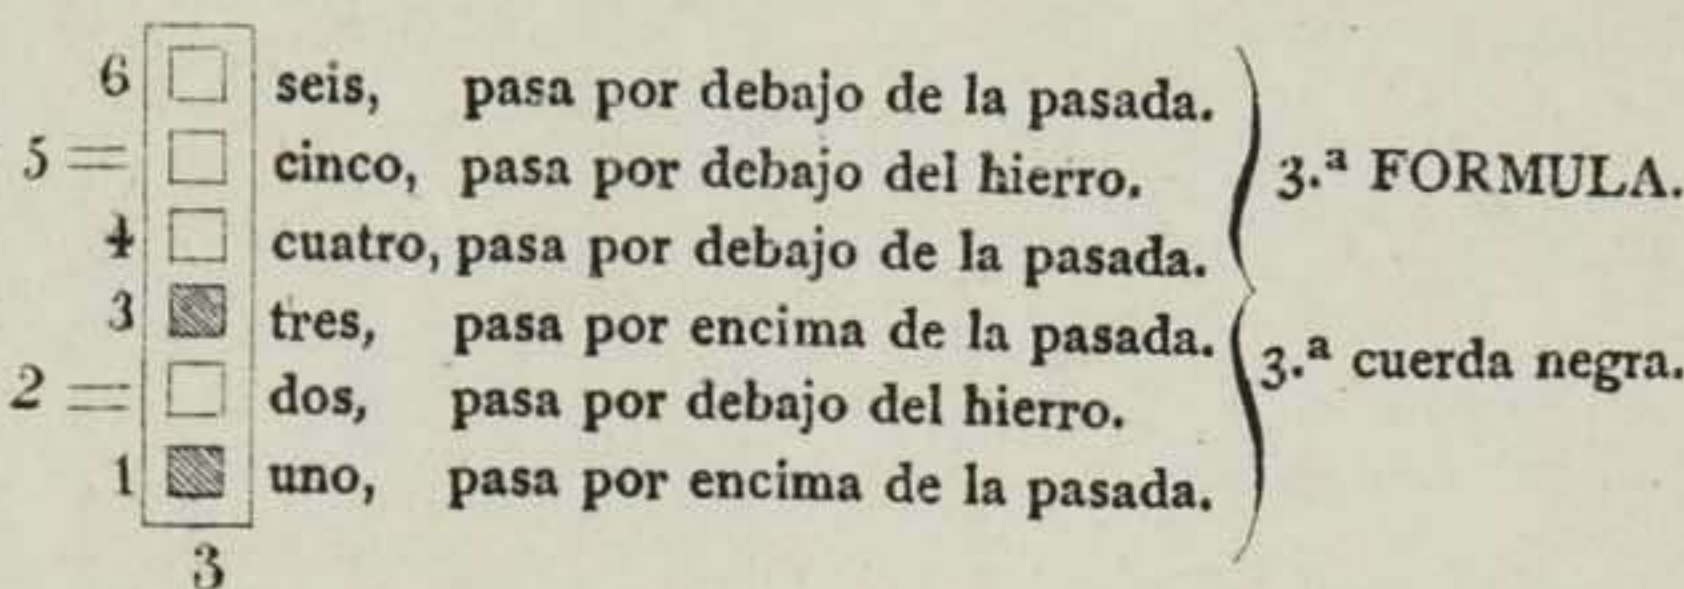 6 seis, pasa por debajo de la pasada.
5 = cinco, pasa por debajo del hierro.
3.ª FORMULA.
4 cuatro, pasa por debajo de la pasada.
3 tres, pasa por encima de la pasada.
3.ª cuerda negra.
2 = dos, pasa por debajo del hierro.
1 uno, pasa por encima de la pasada.
3